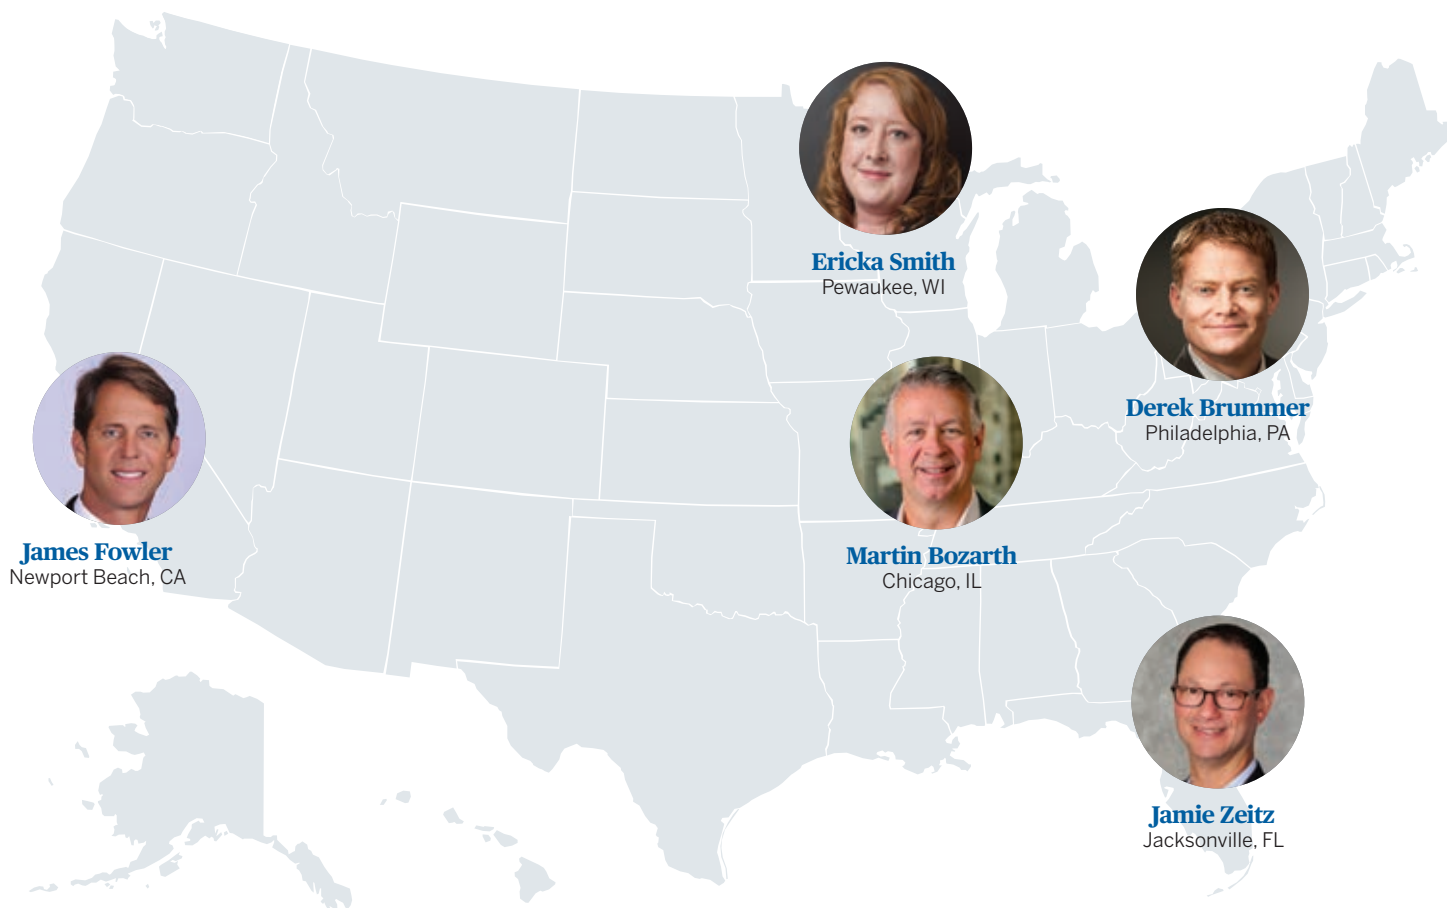 Ericka Smith
Pewaukee, WI
Derek Brummer
Philadelphia, PA
James Fowler
Newport Beach, CA
Martin Bozarth
Chicago, IL
Jamie Zeitz
Jacksonville, FL